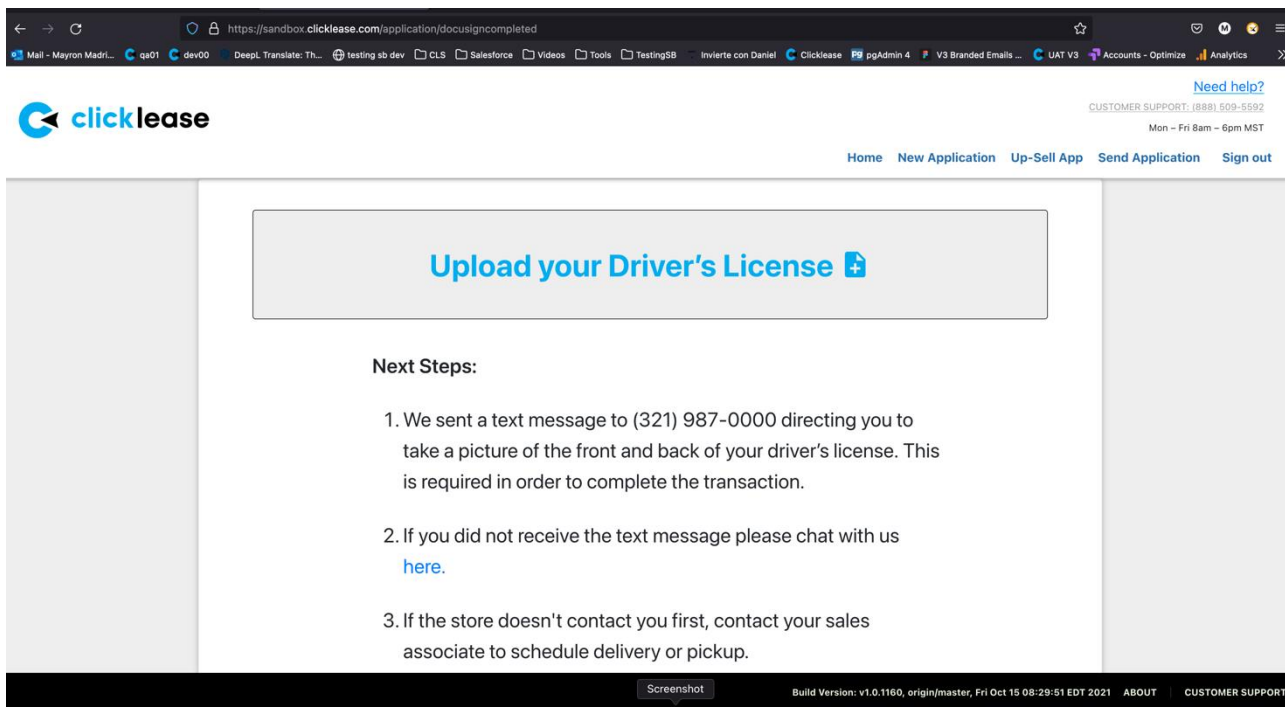 https://sandbox.clicklease.com/application/docusigncompleted
Mail - Mayron Madri... qa01 dev00 DeepL Translate: Th... testing sb dev CLS Salesforce Videos Tools TestingSB Invierte con Daniel Clicklease pgAdmin 4 V3 Branded Emails ... UAT V3 Accounts - Optimize Analytics
Need help?
CUSTOMER SUPPORT: (888) 509-5592
Mon – Fri 8am – 6pm MST
clicklease
Home New Application Up-Sell App Send Application Sign out
Upload your Driver’s License
Next Steps:
1. We sent a text message to (321) 987-0000 directing you to
take a picture of the front and back of your driver’s license. This
is required in order to complete the transaction.
2. If you did not receive the text message please chat with us
here.
3. If the store doesn't contact you first, contact your sales
associate to schedule delivery or pickup.
Screenshot
Build Version: v1.0.1160, origin/master, Fri Oct 15 08:29:51 EDT 2021 ABOUT CUSTOMER SUPPORT